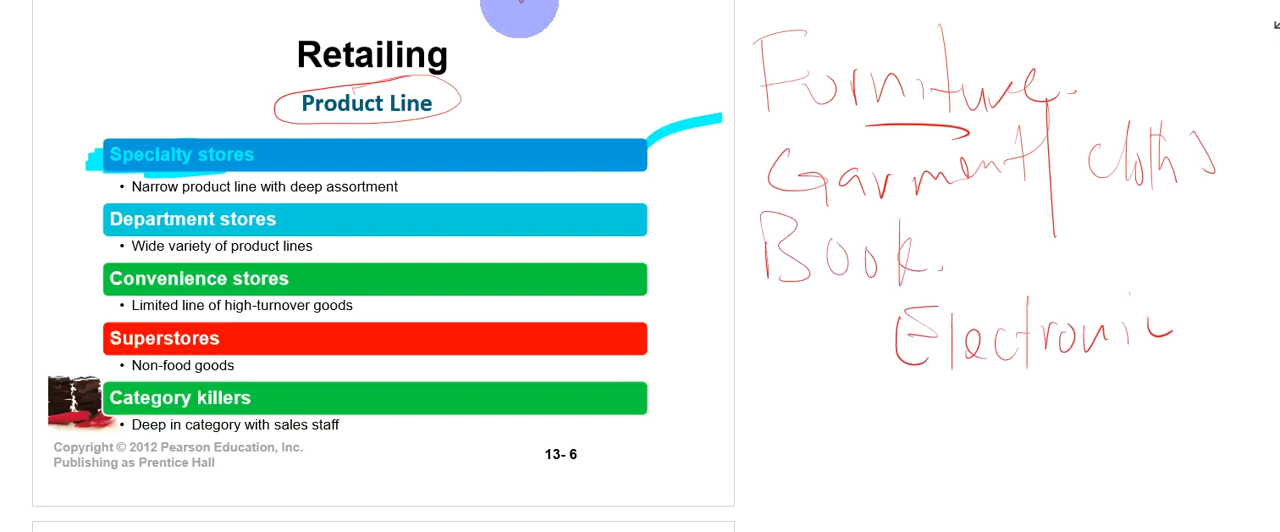 Retailing
Product Line
Specialty stores
• Narrow product line with deep assortment
Department stores
• Wide variety of product lines
Convenience stores
• Limited line of high-turnover goods
Superstores
• Non-food goods
Category killers
• Deep in category with sales staff
Copyright © 2012 Pearson Education, Inc.
Publishing as Prentice Hall
13- 6
Furniture.
Garment cloths
Book.
Electronic